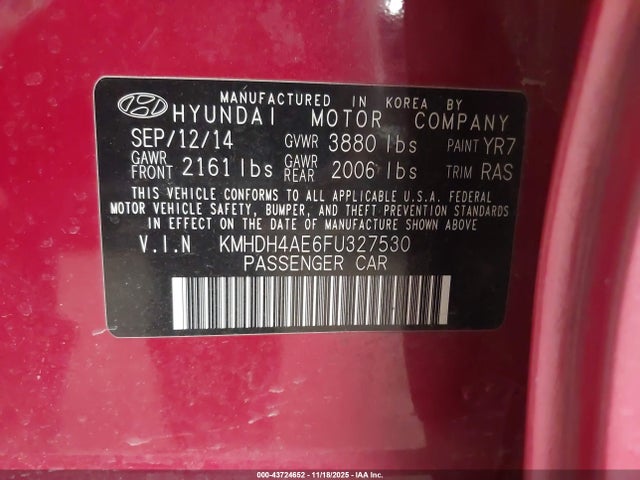 MANUFACTURED IN KOREA BY
HYUNDAI MOTOR COMPANY
SEP/12/14 GVWR 3880 lbs PAINT YR7
GAWR FRONT 2161 lbs GAWR REAR 2006 lbs TRIM RAS
THIS VEHICLE CONFORMS TO ALL APPLICABLE U.S.A. FEDERAL
MOTOR VEHICLE SAFETY, BUMPER, AND THEFT PREVENTION STANDARDS
IN EFFECT ON THE DATE OF MANUFACTURE SHOWN ABOVE.
V.I.N KMHDH4AE6FU327530
PASSENGER CAR
000-43724652 - 11/18/2025 - IAA Inc.